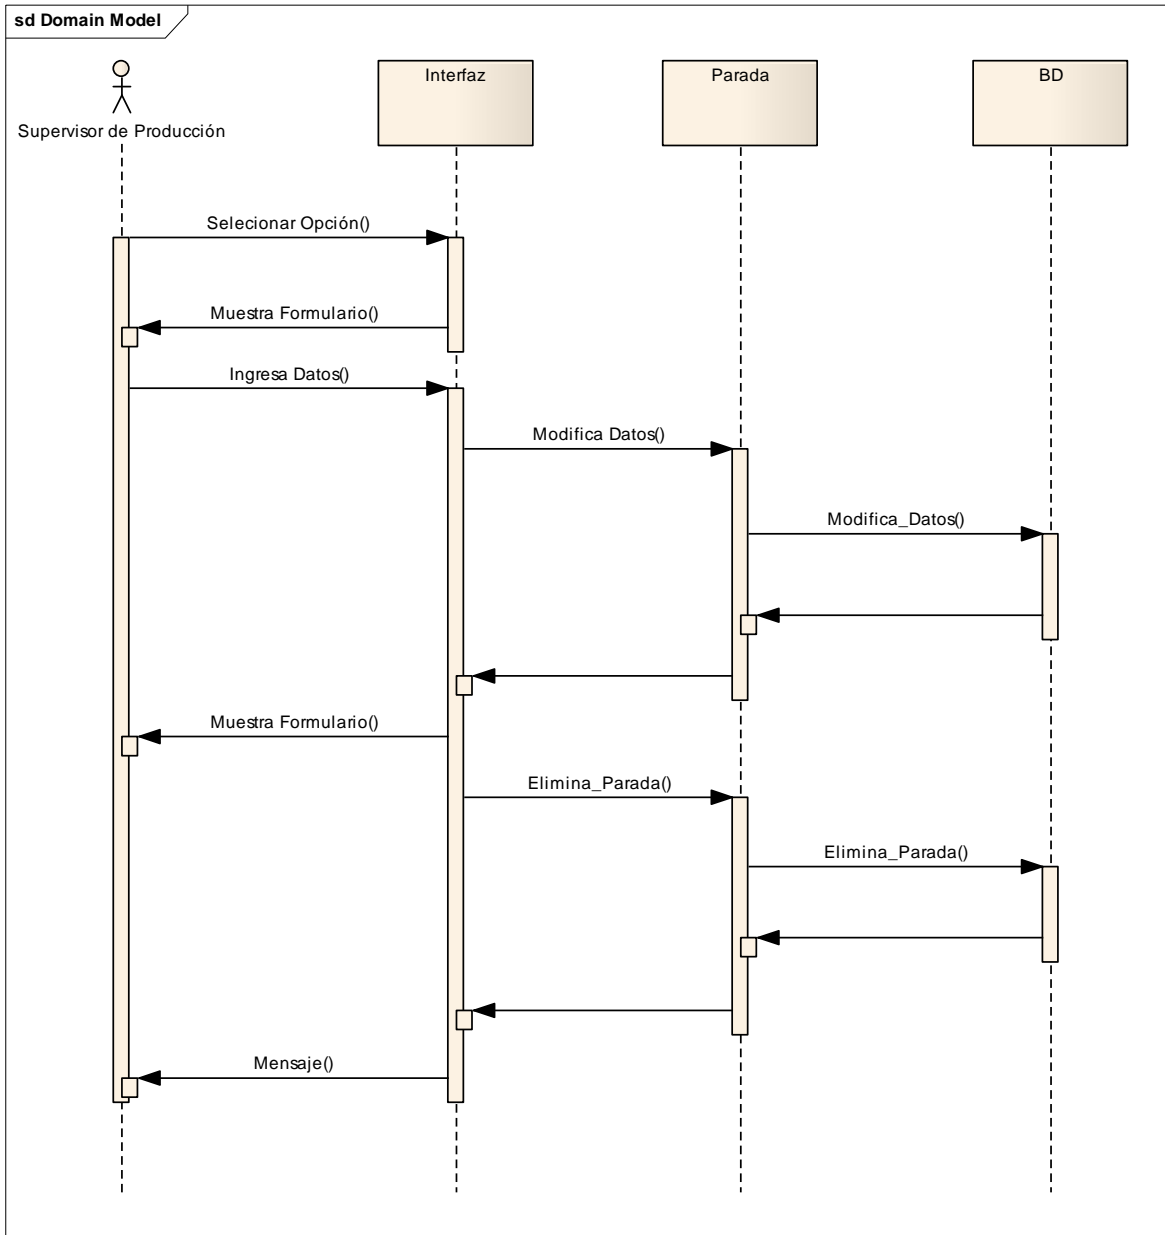 sd Domain Model
Supervisor de Producción
Interfaz
Parada
BD
Selecionar Opción()
Muestra Formulario()
Ingresa Datos()
Modifica Datos()
Modifica_Datos()
Muestra Formulario()
Elimina_Parada()
Elimina_Parada()
Mensaje()